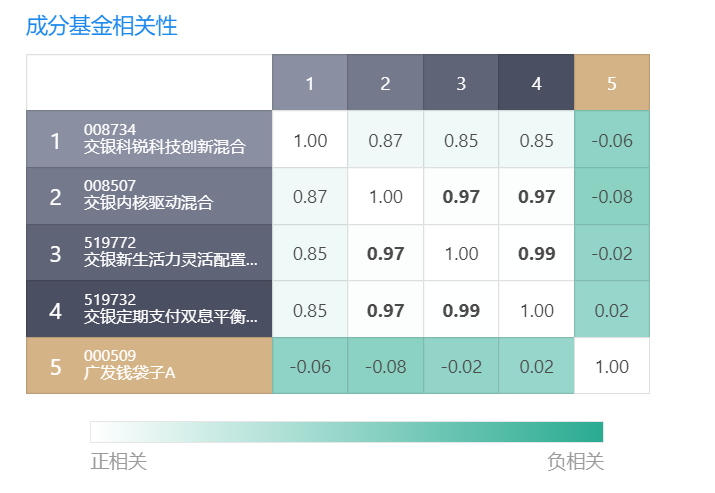 成分基金相关性
1 2 3 4 5
1 008734
交银科锐科技创新混合 1.00 0.87 0.85 0.85 -0.06
2 008507
交银内核驱动混合 0.87 1.00 0.97 0.97 -0.08
3 519772
交银新生活力灵活配置... 0.85 0.97 1.00 0.99 -0.02
4 519732
交银定期支付双息平衡... 0.85 0.97 0.99 1.00 0.02
5 000509
广发钱袋子A -0.06 -0.08 -0.02 0.02 1.00
正相关 负相关